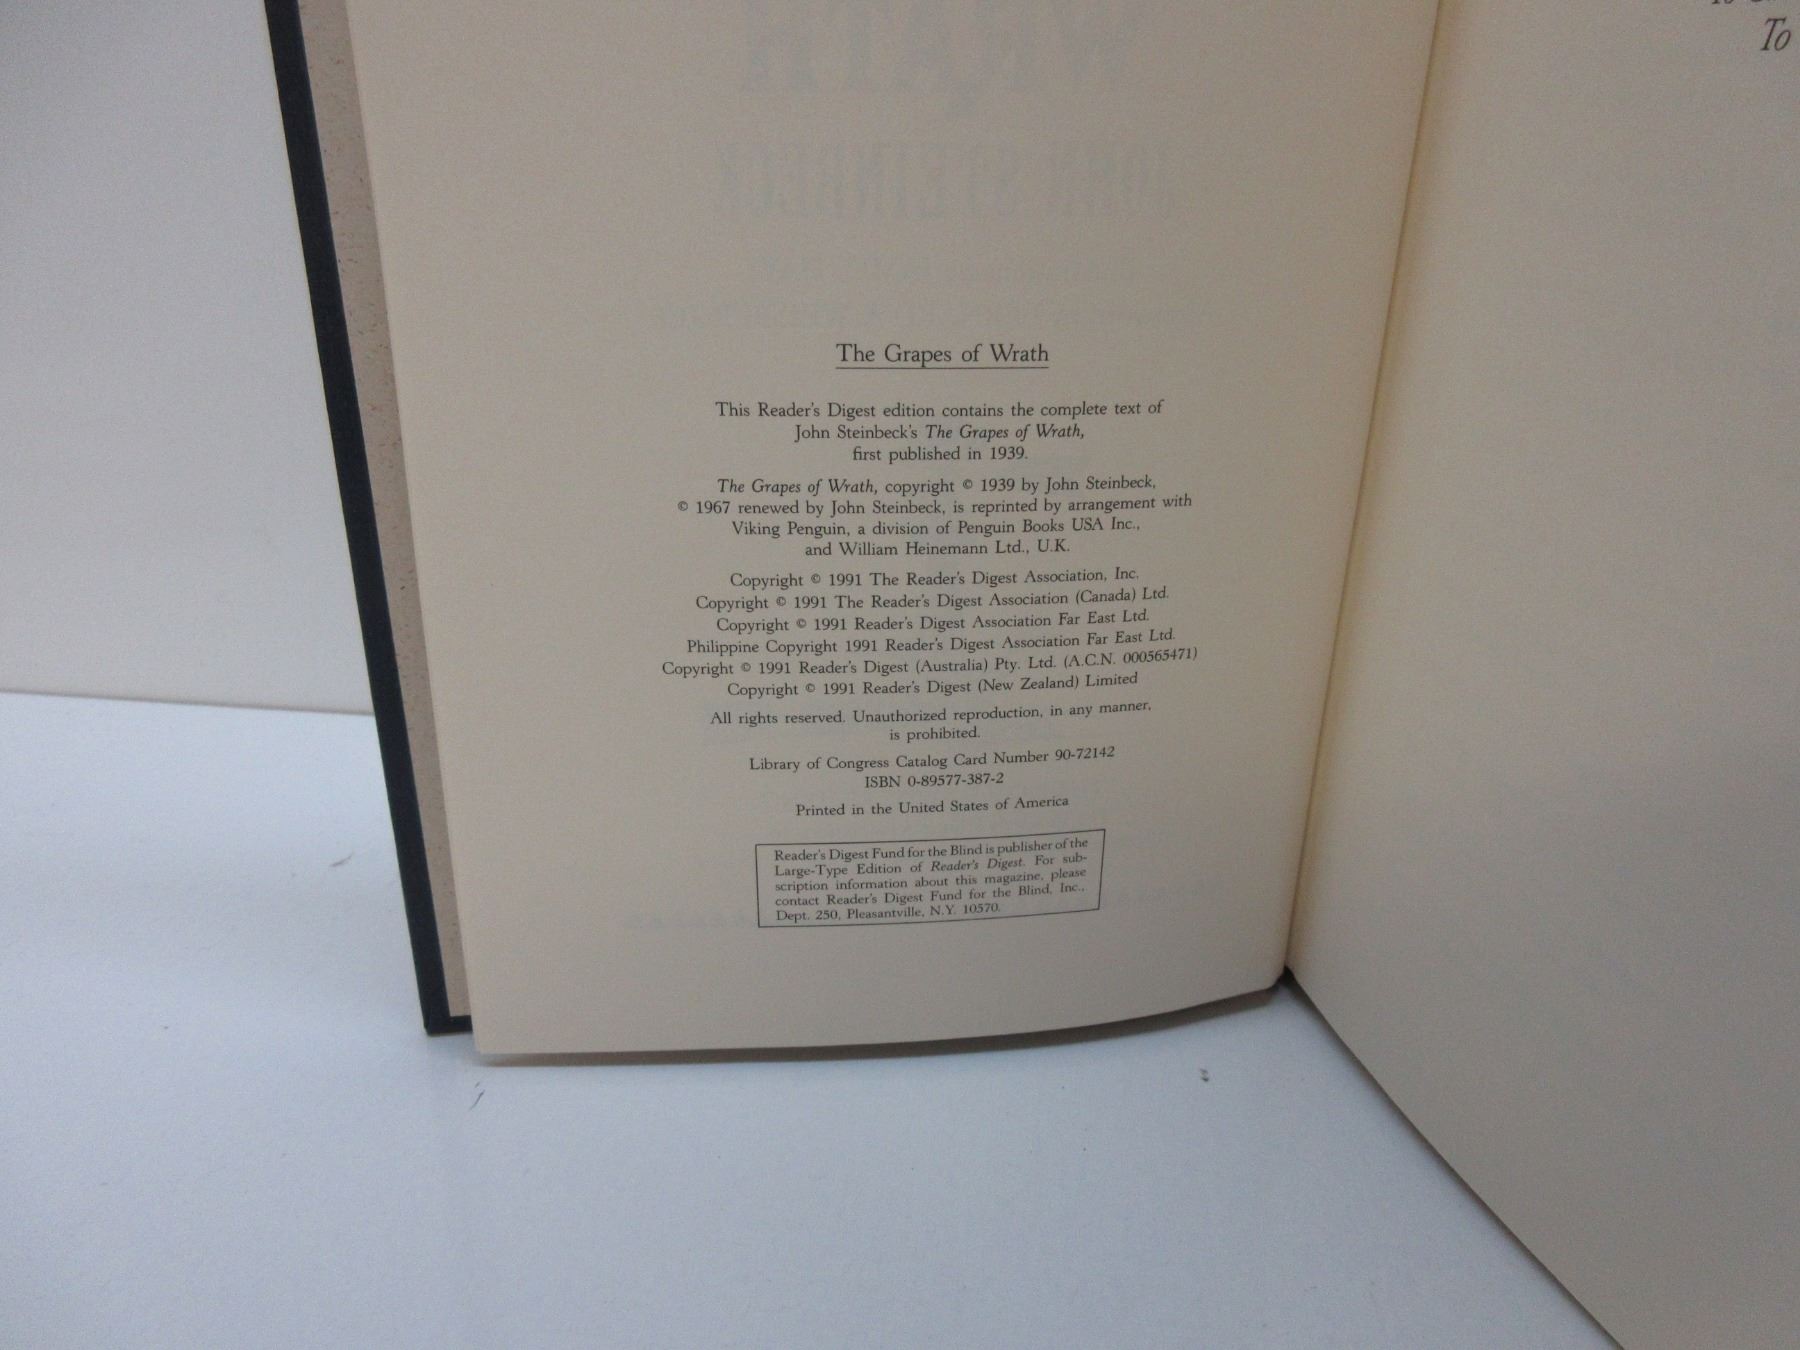 The Grapes of Wrath
This Reader's Digest edition contains the complete text of
John Steinbeck's The Grapes of Wrath,
first published in 1939.
The Grapes of Wrath, copyright © 1939 by John Steinbeck,
© 1967 renewed by John Steinbeck, is reprinted by arrangement with
Viking Penguin, a division of Penguin Books USA Inc.,
and William Heinemann Ltd., U.K.
Copyright © 1991 The Reader's Digest Association, Inc.
Copyright © 1991 The Reader's Digest Association (Canada) Ltd.
Copyright © 1991 Reader's Digest Association Far East Ltd.
Philippine Copyright 1991 Reader's Digest Association Far East Ltd.
Copyright © 1991 Reader's Digest (Australia) Pty. Ltd. (A.C.N. 000565471)
Copyright © 1991 Reader's Digest (New Zealand) Limited
All rights reserved. Unauthorized reproduction, in any manner,
is prohibited.
Library of Congress Catalog Card Number 90-72142
ISBN 0-89577-387-2
Printed in the United States of America
Reader's Digest Fund for the Blind is publisher of the
Large-Type Edition of Reader's Digest. For sub-
scription information about this magazine, please
contact Reader's Digest Fund for the Blind, Inc.,
Dept. 250, Pleasantville, N.Y. 10570.
To